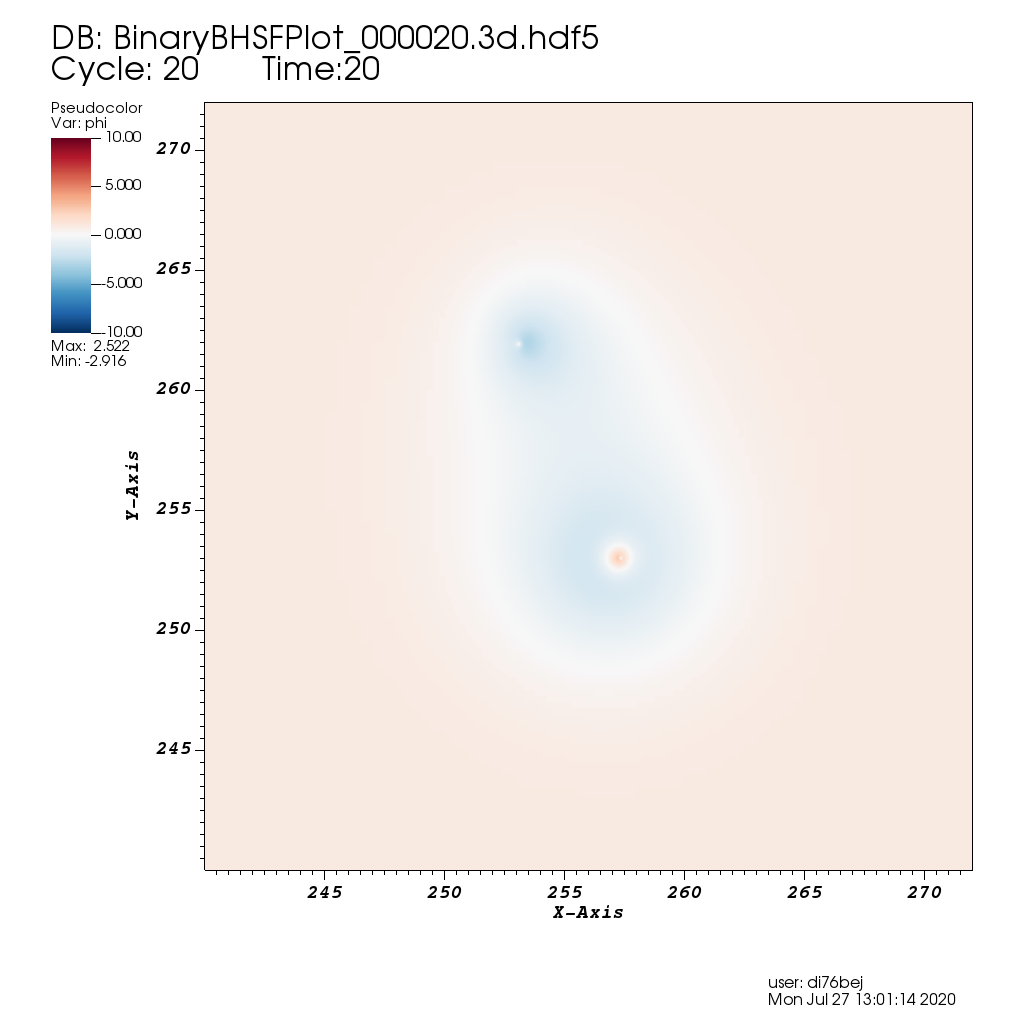 DB: BinaryBHSFPlot_000020.3d.hdf5
Cycle: 20 Time:20
Pseudocolor
Var: phi
10.00
5.000
0.000
-5.000
-10.00
Max: 2.522
Min: -2.916
270
265
260
255
250
245
Y-Axis
245 250 255 260 265 270
X-Axis
user: di76bej
Mon Jul 27 13:01:14 2020